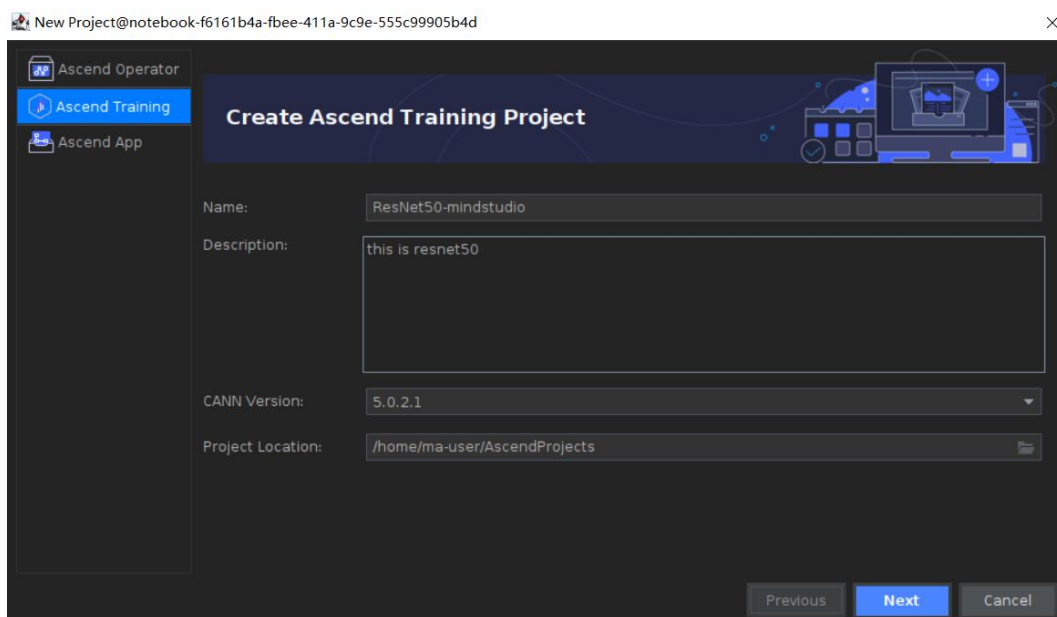 New Project@notebook-f6161b4a-fbee-411a-9c9e-555c99905b4d
Ascend Operator
Ascend Training
Ascend App
Create Ascend Training Project
Name: ResNet50-mindstudio
Description: this is resnet50
CANN Version: 5.0.2.1
Project Location: /home/ma-user/AscendProjects
Previous Next Cancel